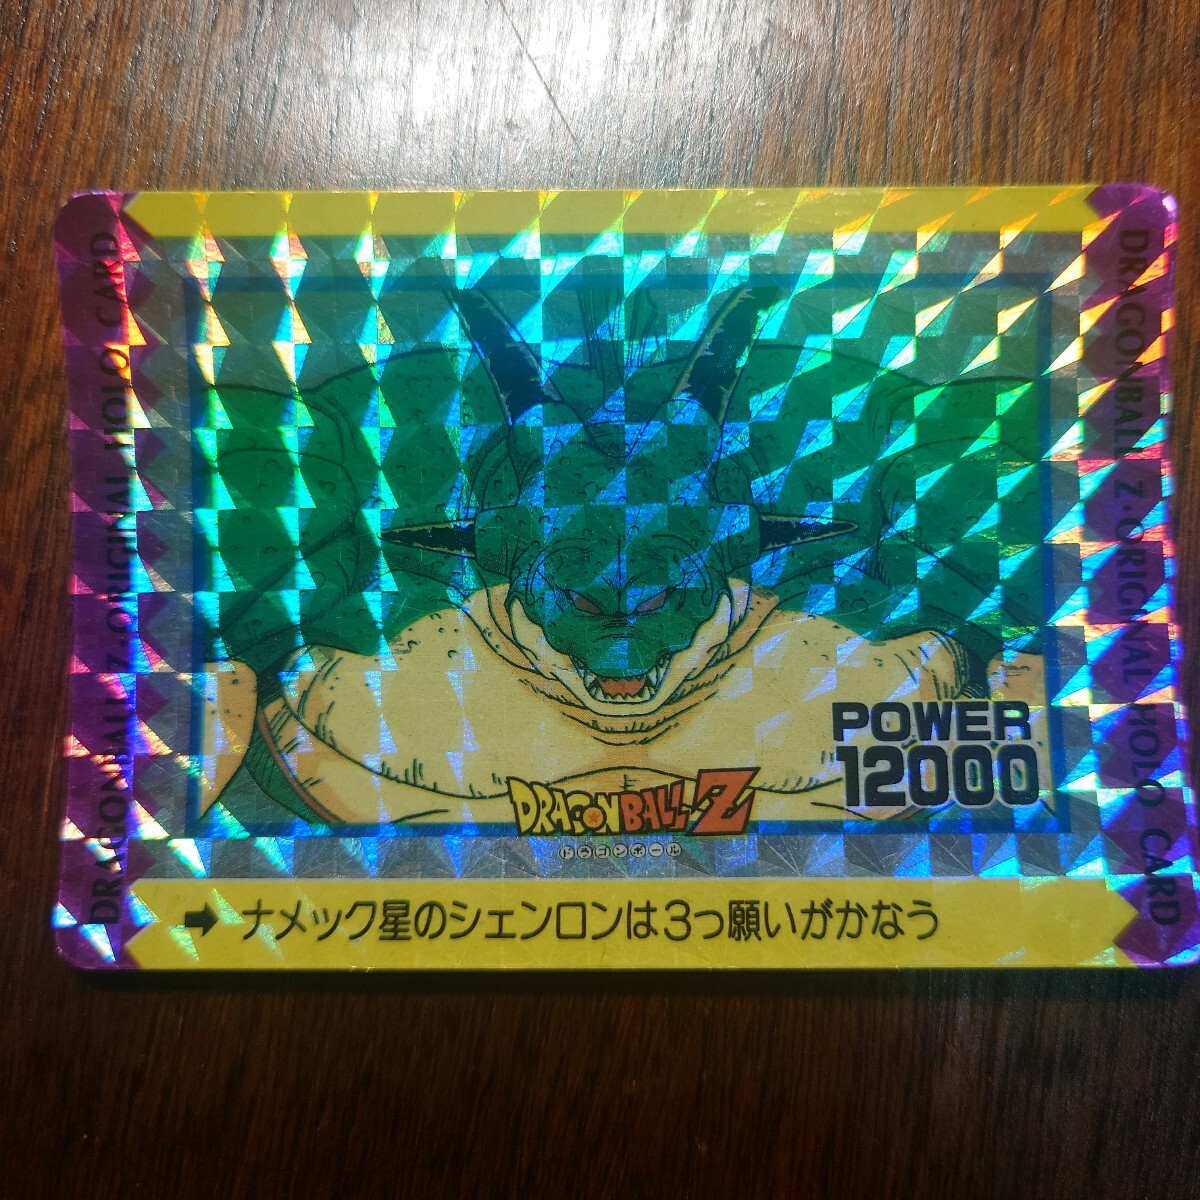 DRAGONBALL Z・ORIGINAL HOLO CARD
DRAGONBALL Z・ORIGINAL HOLO CARD
POWER
12000
DRAGONBALL Z
ドラゴンボール
➡ ナメック星のシェンロンは3っ願いがかなう